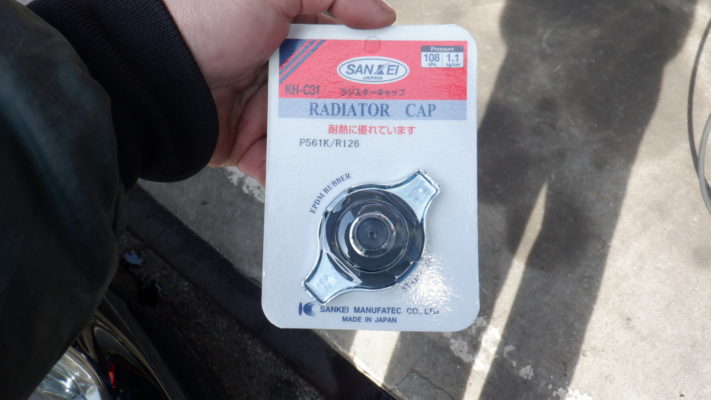 Pressure
108 1.1
kPa kg/cm²
SANKEI
JAPAN
KH-C31 ラジエターキャップ
RADIATOR CAP
耐熱に優れています
P561K/R126
EPDM RUBBER
SANKEI MANUFATEC CO., LTD.
MADE IN JAPAN